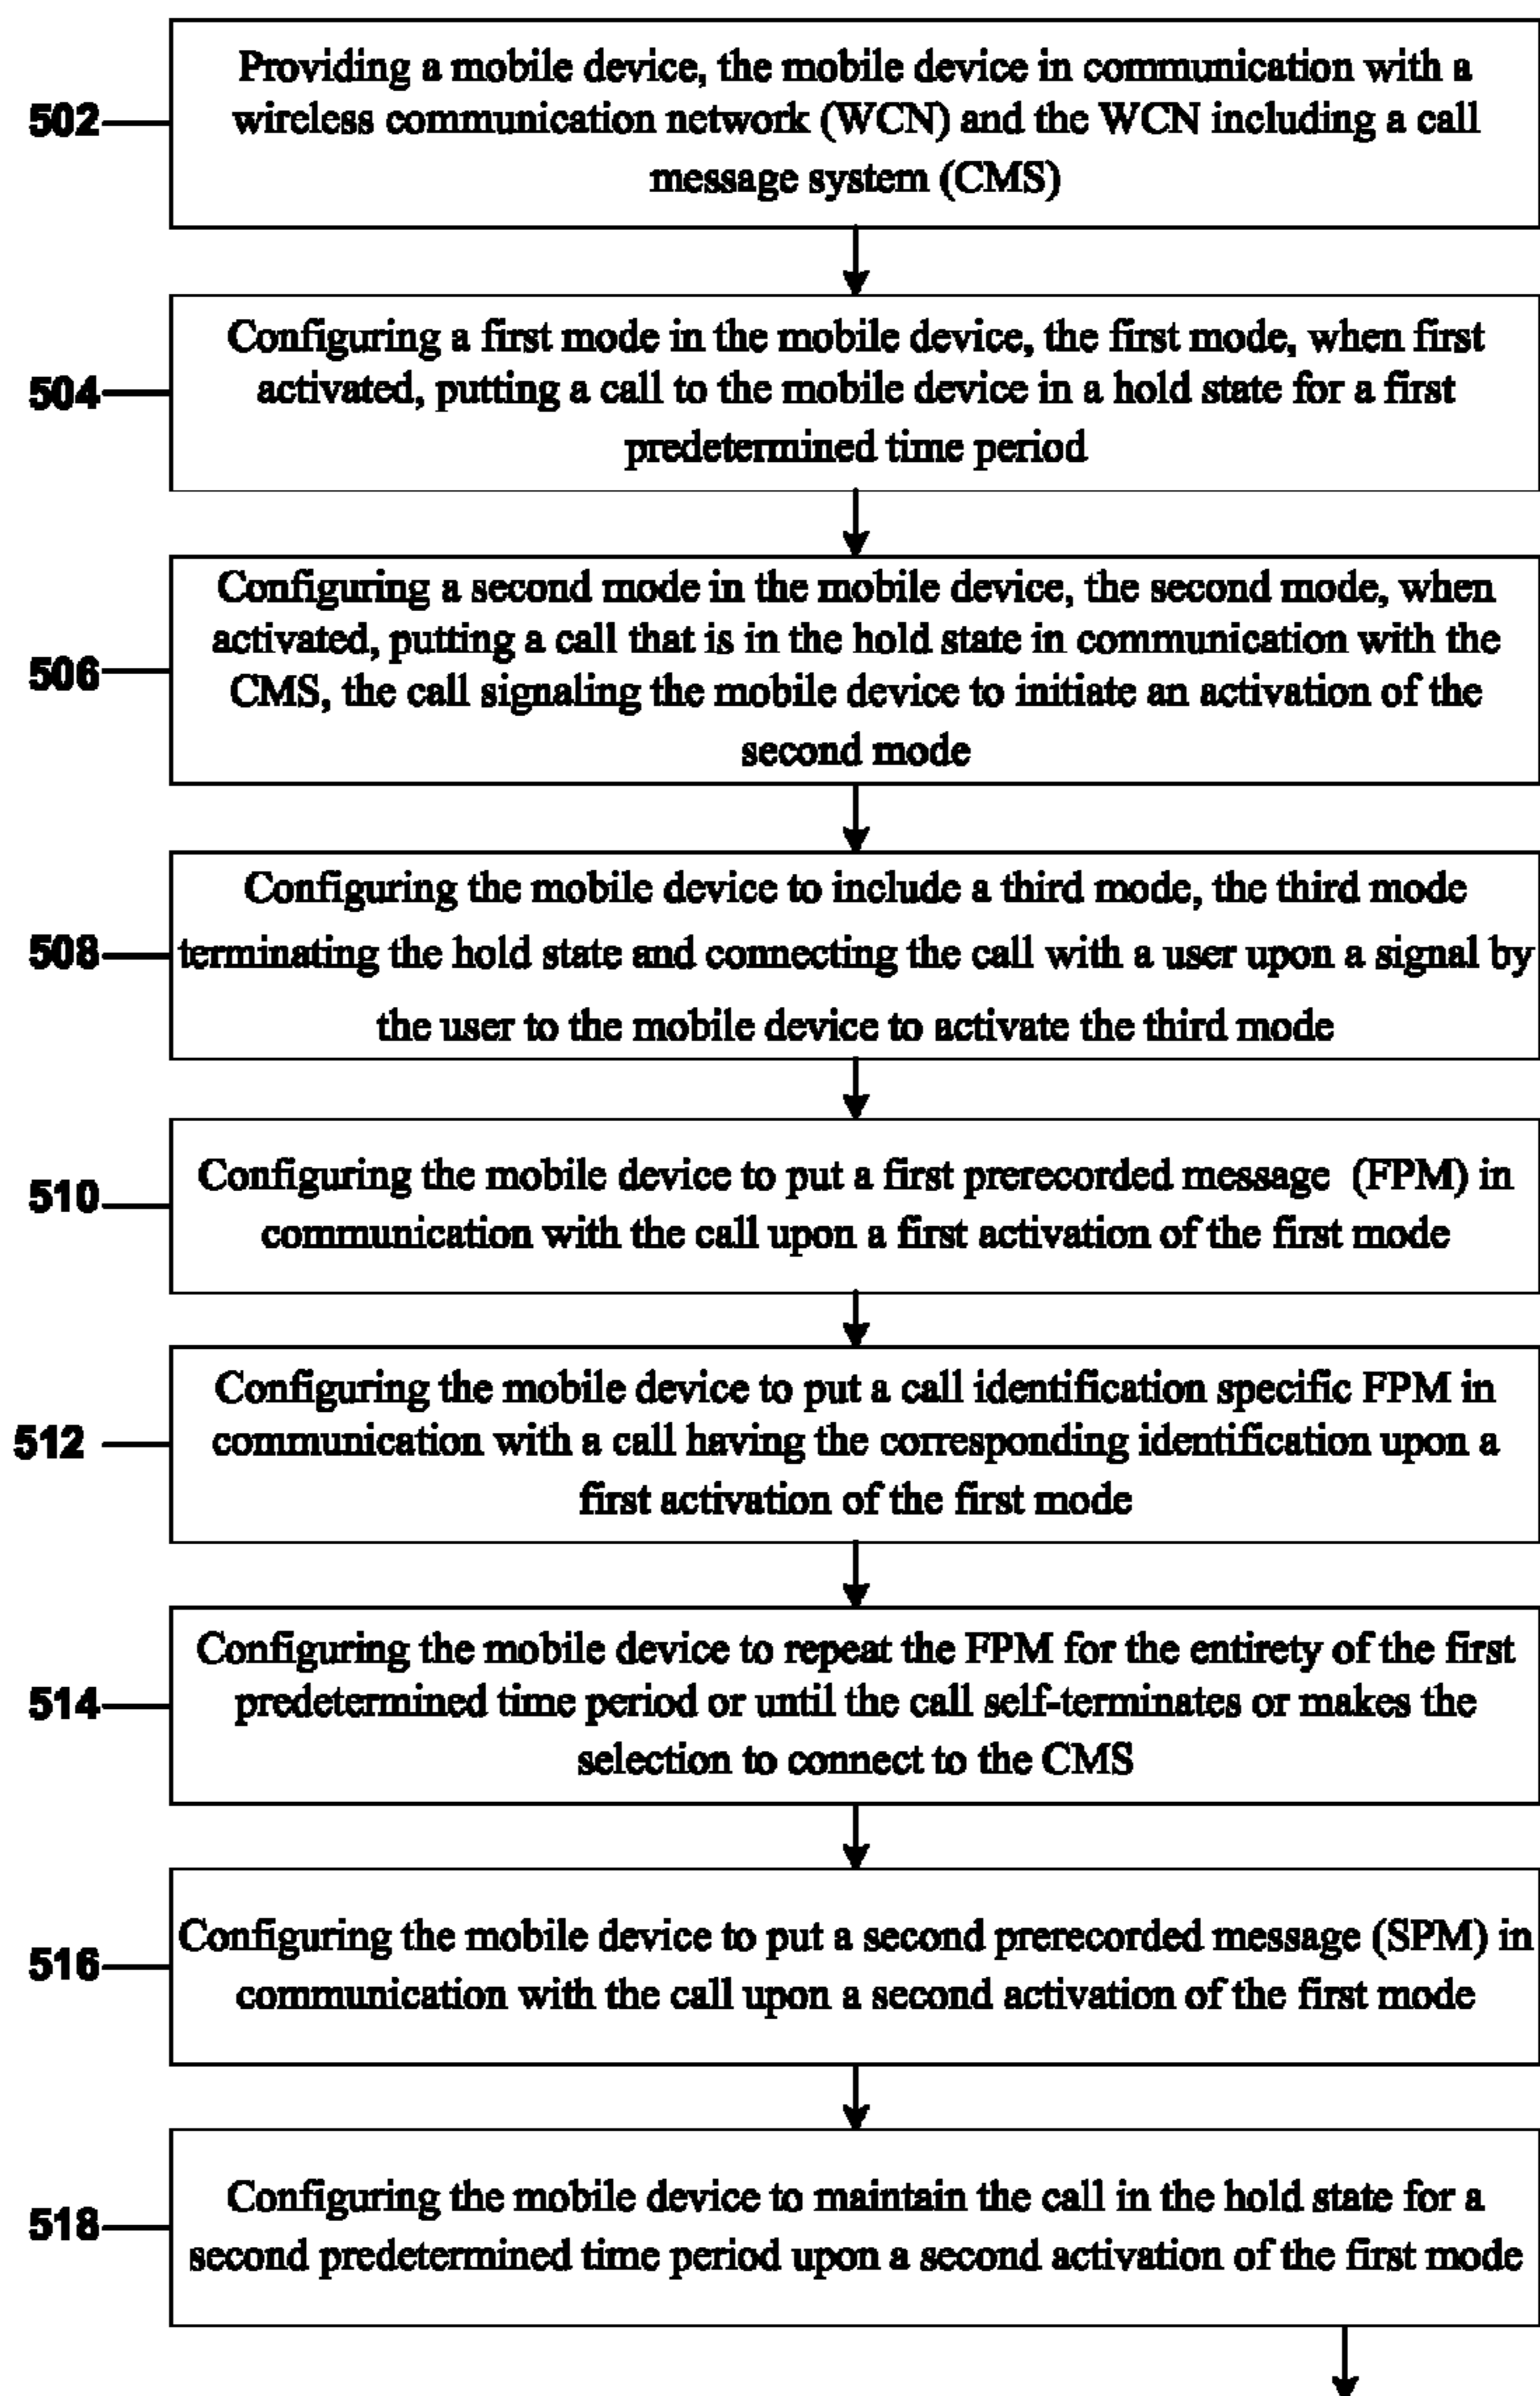 Providing a mobile device, the mobile device in communication with a
502
wireless communication network (WCN) and the WCN including a call
message system (CMS)
Configuring a first mode in the mobile device, the first mode, when first
504
activated, putting a call to the mobile device in a hold state for a first
predetermined time period
Configuring a second mode in the mobile device, the second mode, when
activated, putting a call that is in the hold state in communication with the
506
CMS, the call signaling the mobile device to initiate an activation of the
second mode
Configuring the mobile device to include a third mode, the third mode
508
terminating the hold state and connecting the call with a user upon a signal by
the user to the mobile device to activate the third mode
510
Configuring the mobile device to put a first prerecorded message (FPM) in
communication with the call upon a first activation of the first mode
Configuring the mobile device to put a call identification specific FPM in
512
communication with a call having the corresponding identification upon a
first activation of the first mode
Configuring the mobile device to repeat the FPM for the entirety of the first
514
predetermined time period or until the call self-terminates or makes the
selection to connect to the CMS
516
Configuring the mobile device to put a second prerecorded message (SPM) in
communication with the call upon a second activation of the first mode
518
Configuring the mobile device to maintain the call in the hold state for a
second predetermined time period upon a second activation of the first mode